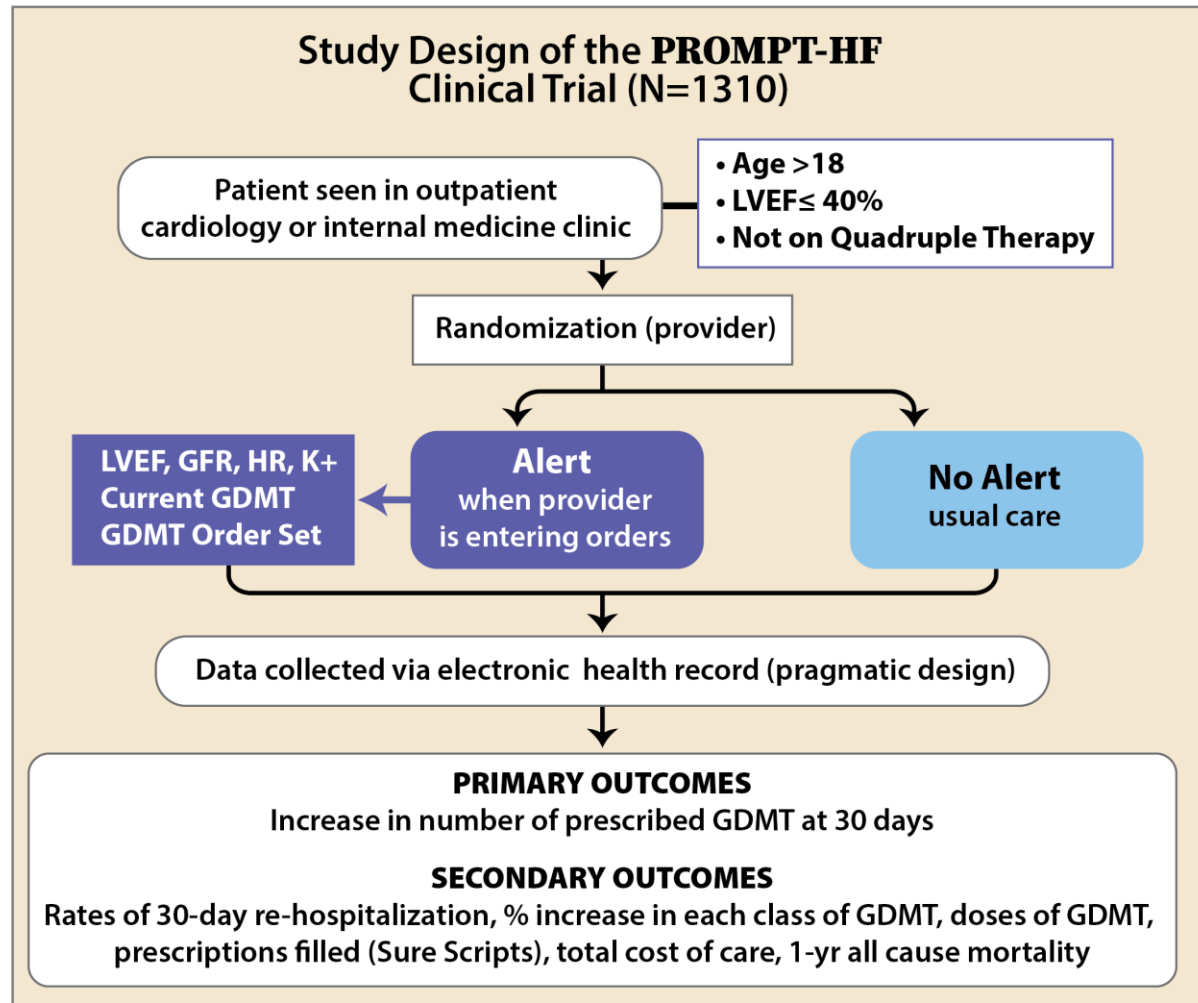 Study Design of the PROMPT-HF
Clinical Trial (N=1310)
Patient seen in outpatient
cardiology or internal medicine clinic
• Age >18
• LVEF≤ 40%
• Not on Quadruple Therapy
Randomization (provider)
LVEF, GFR, HR, K+
Current GDMT
GDMT Order Set
Alert
when provider
is entering orders
No Alert
usual care
Data collected via electronic health record (pragmatic design)
PRIMARY OUTCOMES
Increase in number of prescribed GDMT at 30 days
SECONDARY OUTCOMES
Rates of 30-day re-hospitalization, % increase in each class of GDMT, doses of GDMT,
prescriptions filled (Sure Scripts), total cost of care, 1-yr all cause mortality